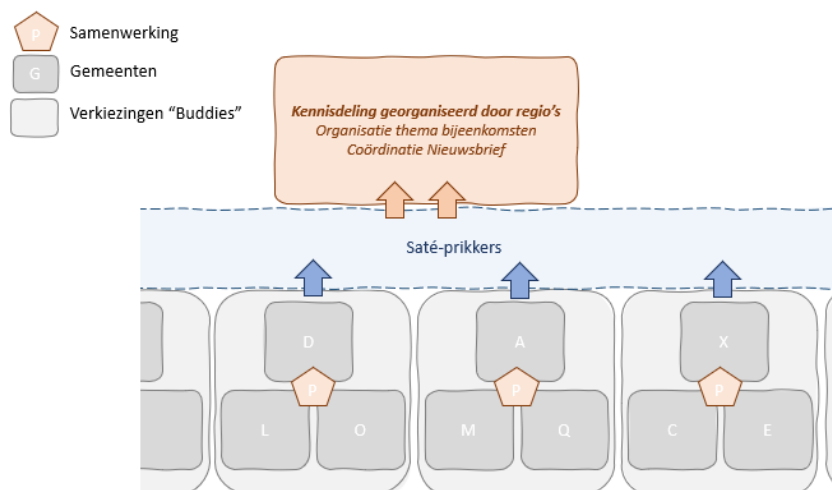 P Samenwerking
G Gemeenten
Verkiezingen “Buddies”
Kennisdeling georganiseerd door regio’s
Organisatie thema bijeenkomsten
Coördinatie Nieuwsbrief
Saté-prikkers
D A X
P P P
L O M Q C E